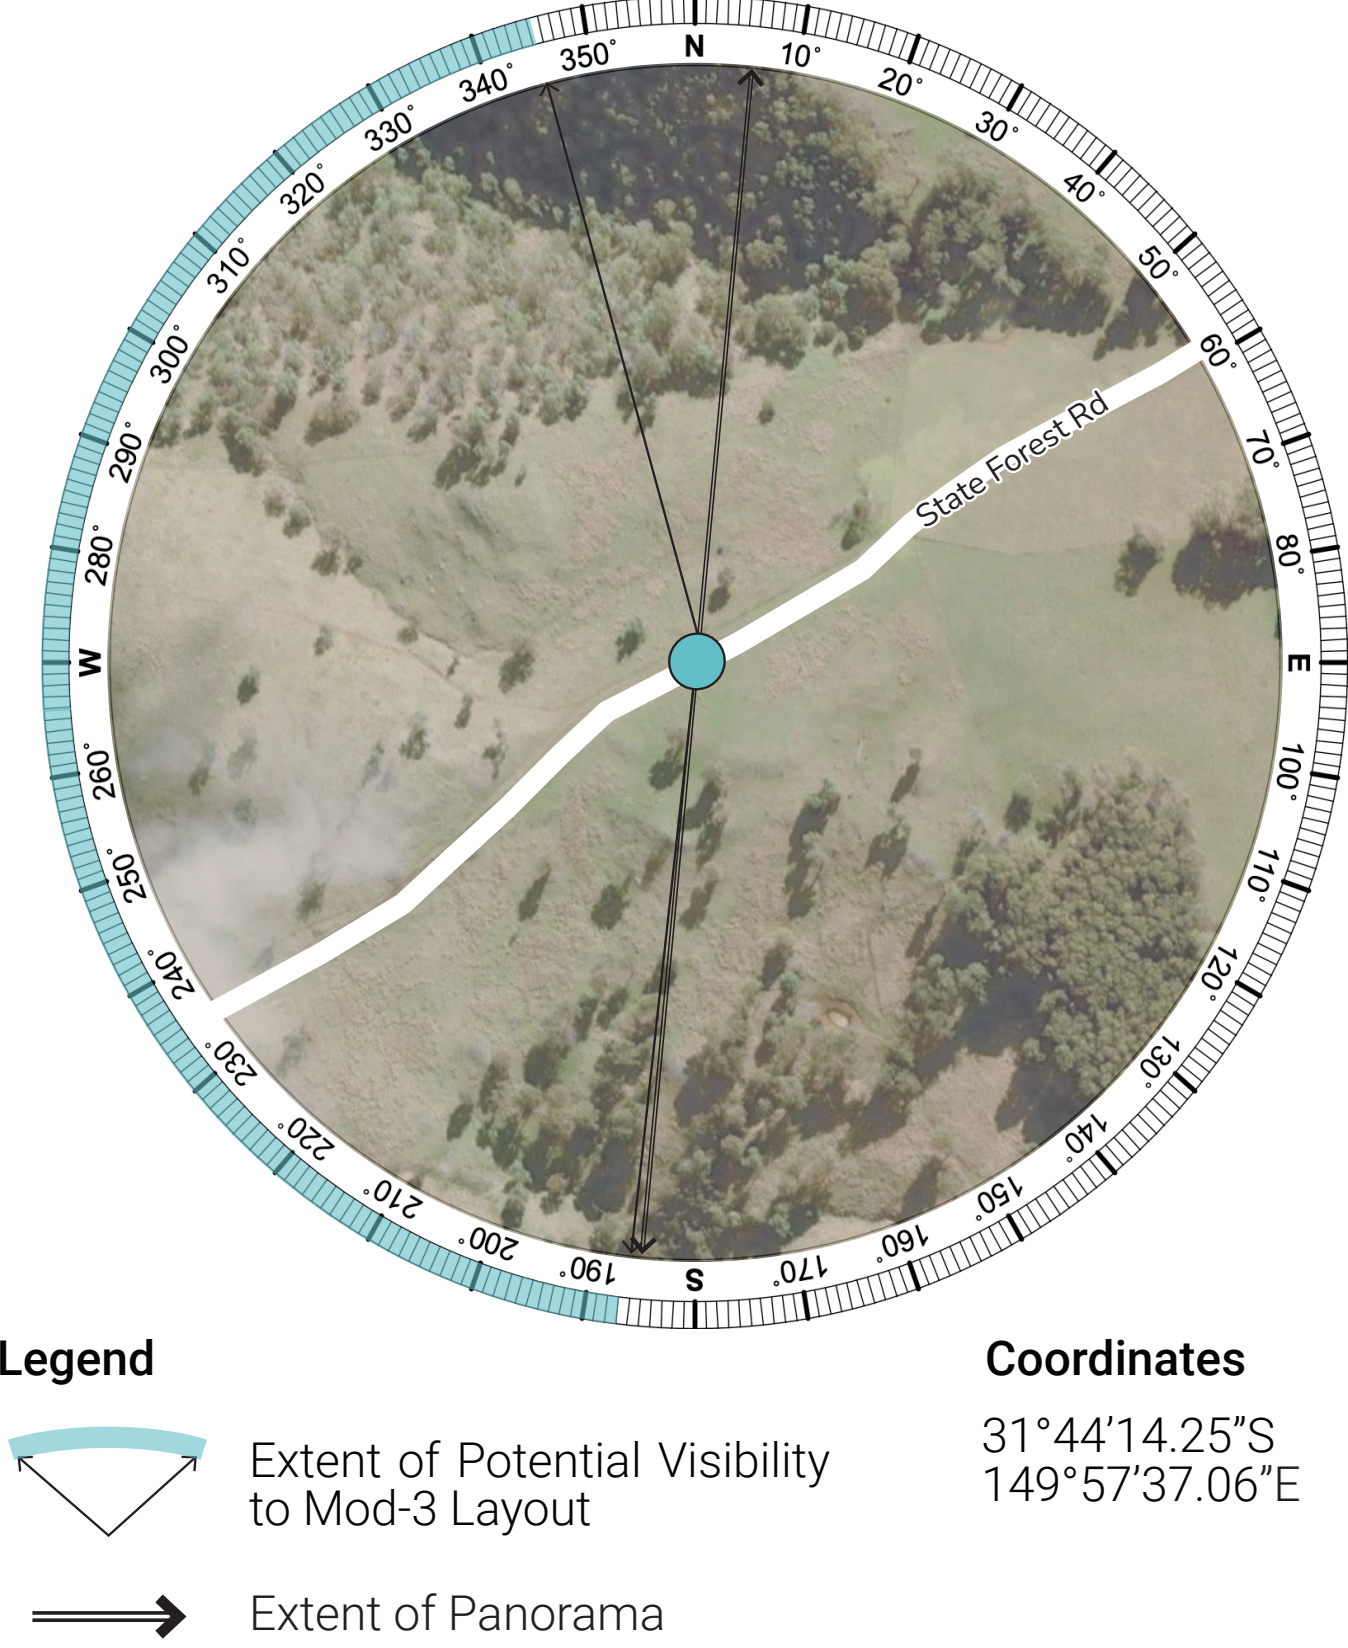 N
10°
20°
30°
40°
50°
60°
70°
80°
E
100°
110°
120°
130°
140°
150°
160°
170°
S
190°
200°
210°
220°
230°
240°
250°
260°
W
280°
290°
300°
310°
320°
330°
340°
350°
State Forest Rd
Legend
Extent of Potential Visibility
to Mod-3 Layout
Extent of Panorama
Coordinates
31°44’14.25”S
149°57’37.06”E